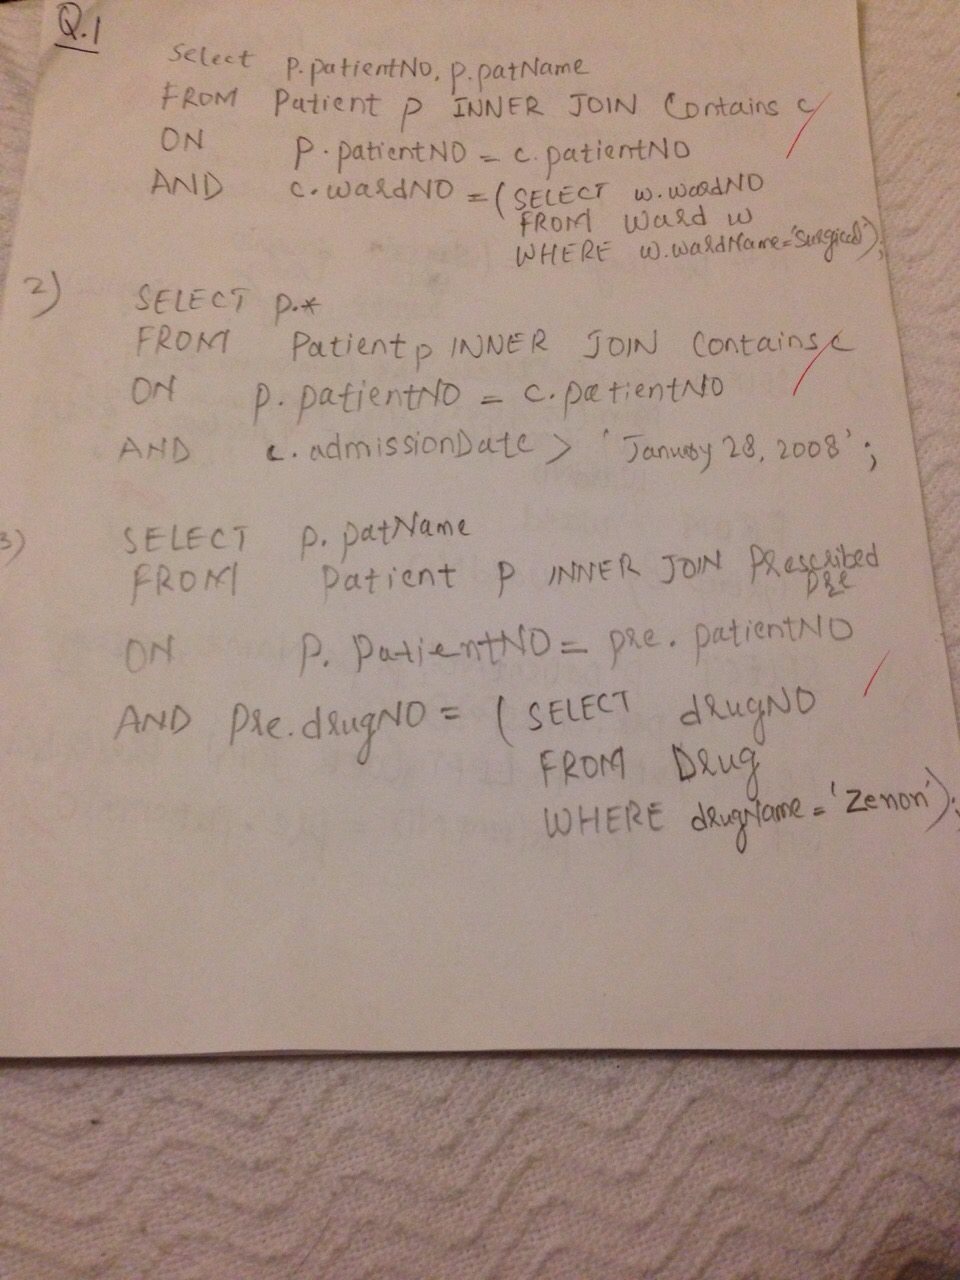 Q.1
Select p.patientNo, p.patName
FROM Patient p INNER JOIN Contains c
ON p.patientNO = c.patientNO
AND c.wardNO = (SELECT w.wardNO
FROM Ward w
WHERE w.wardName='Surgical');
2)
SELECT p.*
FROM Patient p INNER JOIN Contains c
ON p.patientNO = c.patientNO
AND c.admissionDate > 'January 28, 2008';
3)
SELECT p.patName
FROM Patient p INNER JOIN Prescribed
pre
ON p.PatientNO = pre.patientNO
AND pre.drugNO = (SELECT drugNO
FROM Drug
WHERE drugName = 'Zenon');